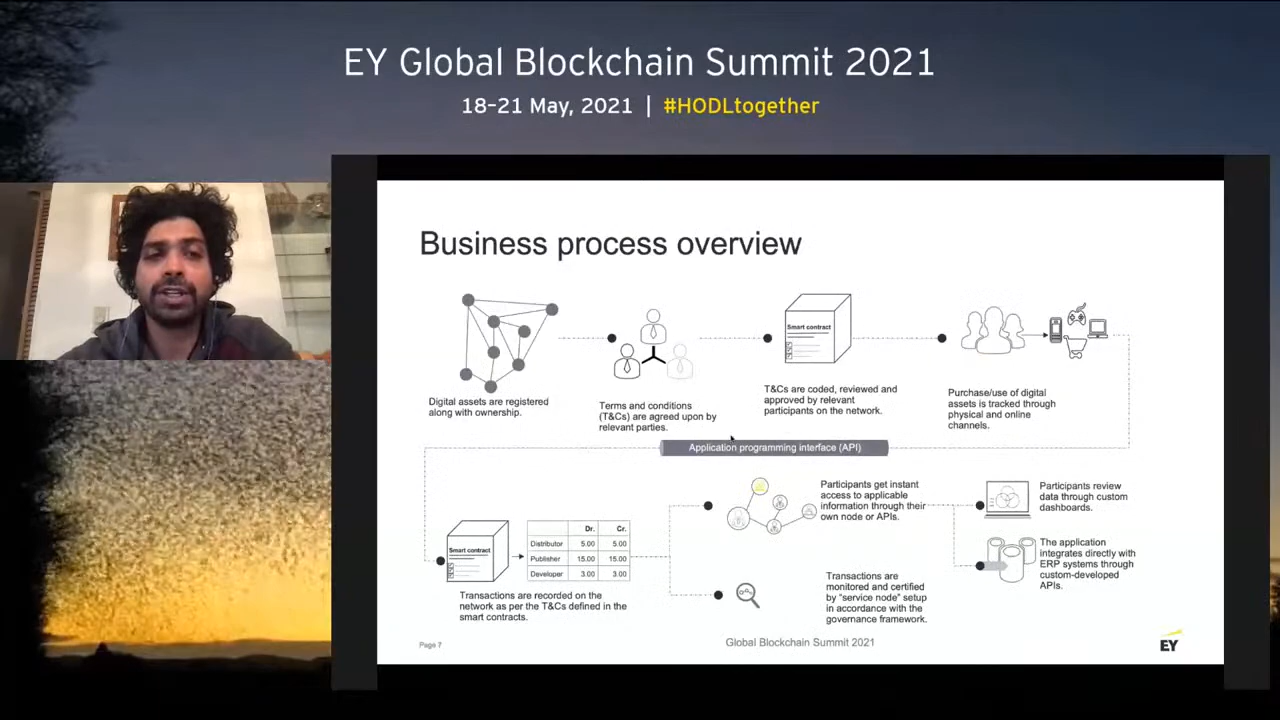 EY Global Blockchain Summit 2021
18–21 May, 2021 | #HODLtogether
Business process overview
Digital assets are registered
along with ownership.
Terms and conditions
(T&Cs) are agreed upon by
relevant parties.
Smart contract
T&Cs are coded, reviewed and
approved by relevant
participants on the network.
Purchase/use of digital
assets is tracked through
physical and online
channels.
Application programming interface (API)
Smart contract
Dr. Cr.
Distributor 5.00 5.00
Publisher 15.00 15.00
Developer 3.00 3.00
Transactions are recorded on the
network as per the T&Cs defined in the
smart contracts.
Participants get instant
access to applicable
information through their
own node or APIs.
Transactions are
monitored and certified
by "service node" setup
in accordance with the
governance framework.
Participants review
data through custom
dashboards.
The application
integrates directly with
ERP systems through
custom-developed
APIs.
Page 7
Global Blockchain Summit 2021
EY